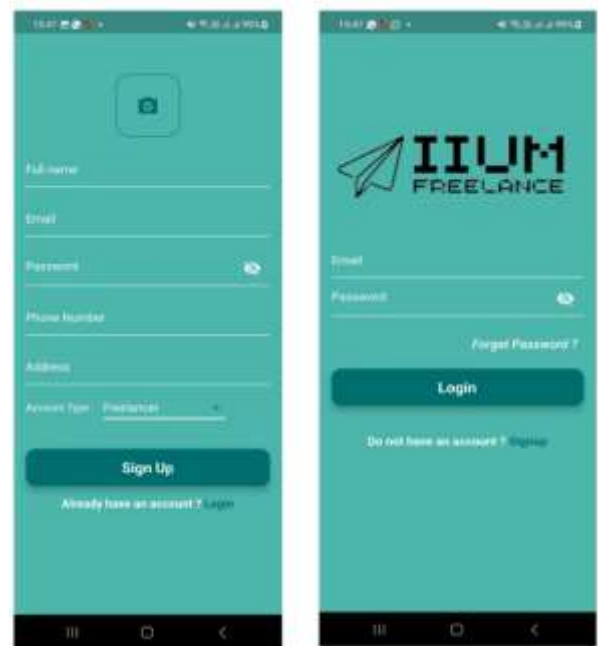 Full name
Email
Password
Phone Number
Address
Account Type: Freelancer
Sign Up
Already have an account ? Login
IIUM
FREELANCE
Email
Password
Forget Password ?
Login
Do not have an account ? Signup